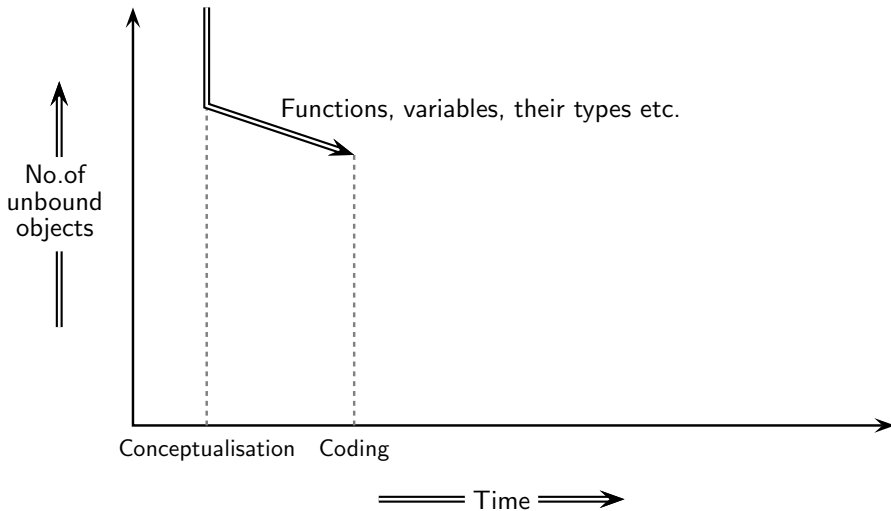 Functions, variables, their types etc.
No.of
unbound
objects
Conceptualisation
Coding
Time